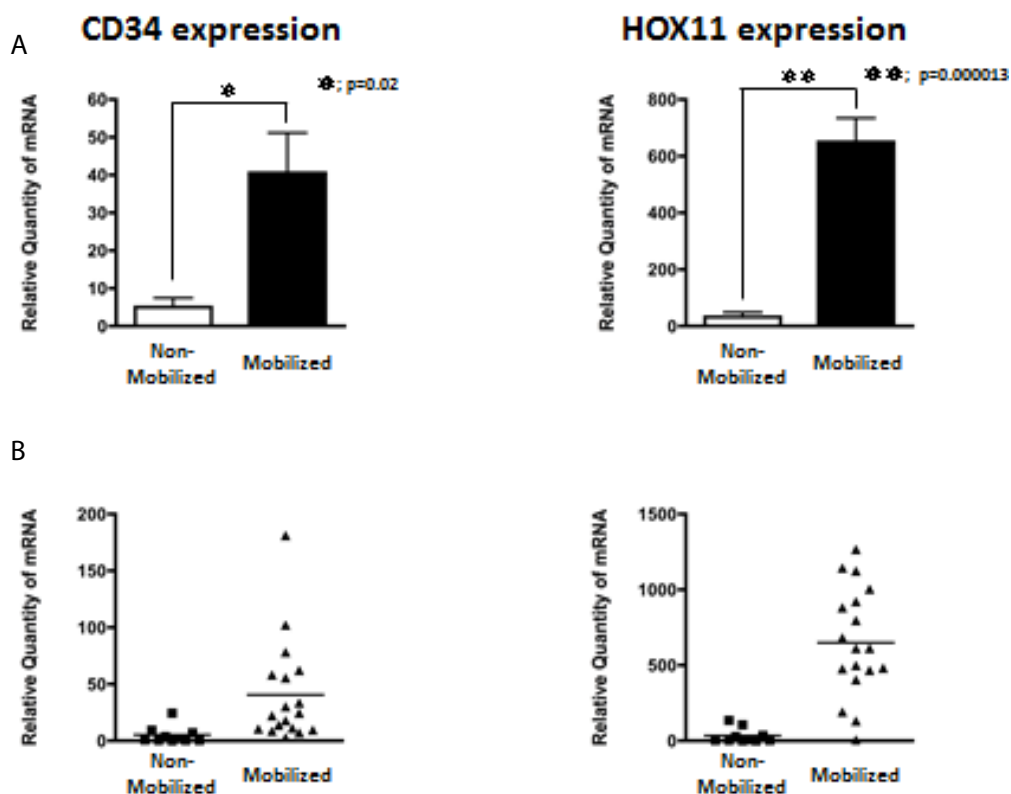 A
CD34 expression
HOX11 expression
*; p=0.02
**; p=0.000013
*
**
Relative Quantity of mRNA
60
50
40
30
20
10
0
Non-
Mobilized
Mobilized
Relative Quantity of mRNA
800
600
400
200
0
Non-
Mobilized
Mobilized
B
Relative Quantity of mRNA
200
150
100
50
0
Non-
Mobilized
Mobilized
Relative Quantity of mRNA
1500
1000
500
0
Non-
Mobilized
Mobilized